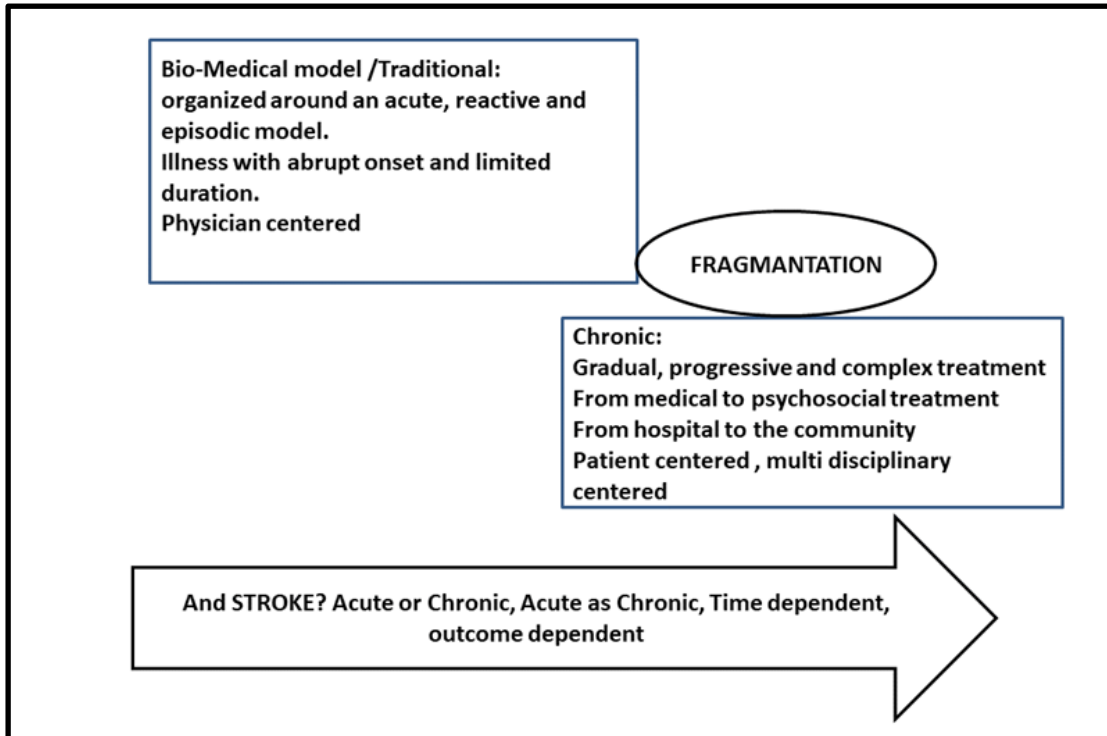 Bio-Medical model /Traditional:
organized around an acute, reactive and
episodic model.
Illness with abrupt onset and limited
duration.
Physician centered
FRAGMANTATION
Chronic:
Gradual, progressive and complex treatment
From medical to psychosocial treatment
From hospital to the community
Patient centered , multi disciplinary
centered
And STROKE? Acute or Chronic, Acute as Chronic, Time dependent,
outcome dependent